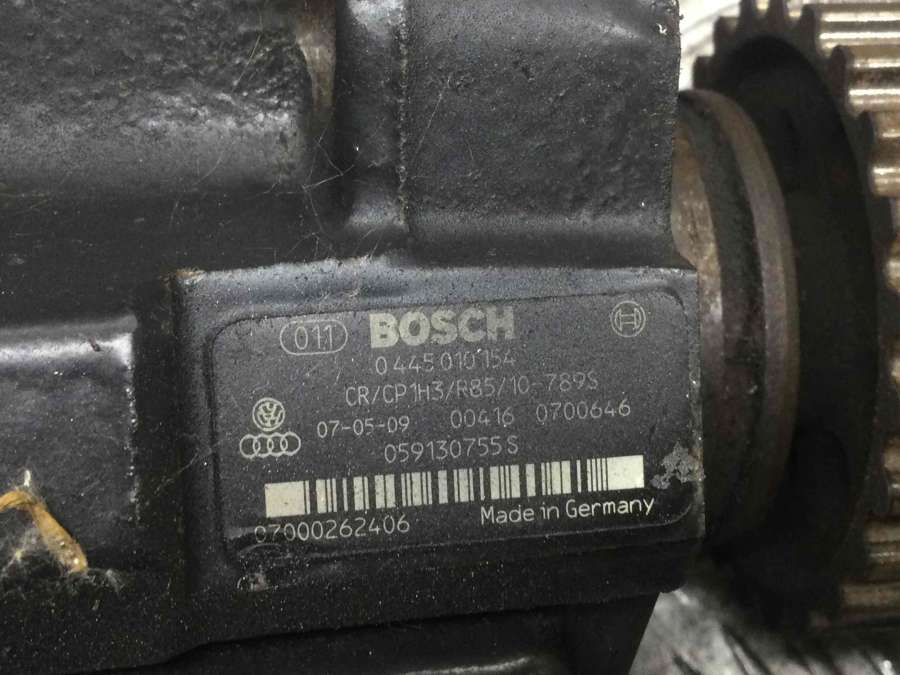 011 BOSCH
0 445 010 154
CR/CP1H3/R85/10-789S
07-05-09 00416 0700646
059130755S
Made in Germany
07000262406